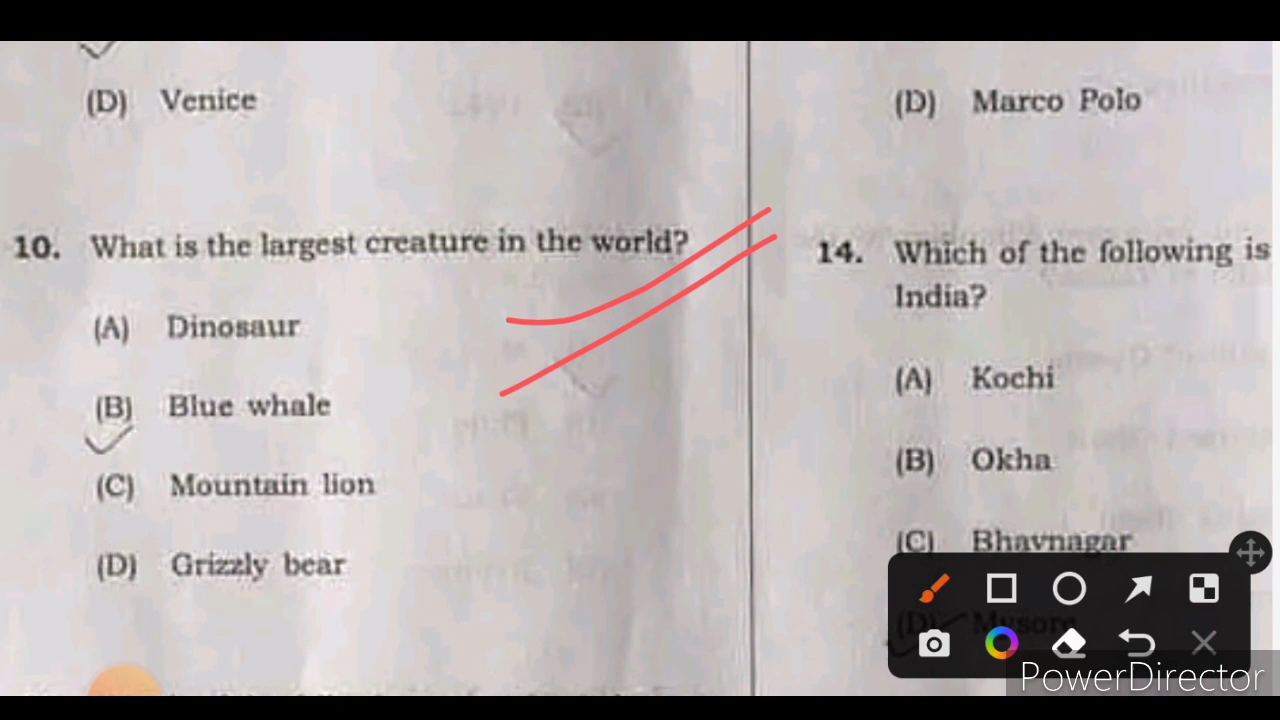 (D) Venice
10. What is the largest creature in the world?
(A) Dinosaur
(B) Blue whale
(C) Mountain lion
(D) Grizzly bear
(D) Marco Polo
14. Which of the following is
India?
(A) Kochi
(B) Okha
(C) Bhavnagar
(D) Mysore
PowerDirector